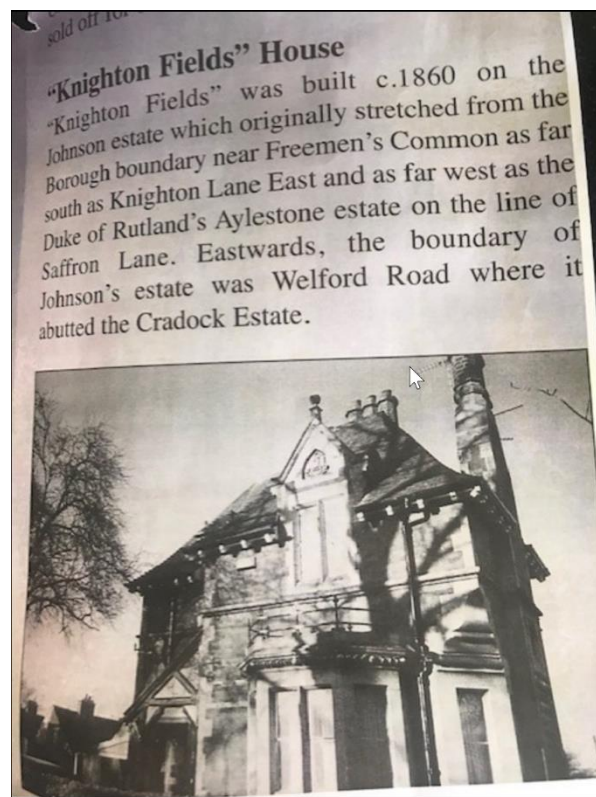 sold off for
“Knighton Fields” House
“Knighton Fields” was built c.1860 on the
Johnson estate which originally stretched from the
Borough boundary near Freemen’s Common as far
south as Knighton Lane East and as far west as the
Duke of Rutland’s Aylestone estate on the line of
Saffron Lane. Eastwards, the boundary of
Johnson’s estate was Welford Road where it
abutted the Cradock Estate.